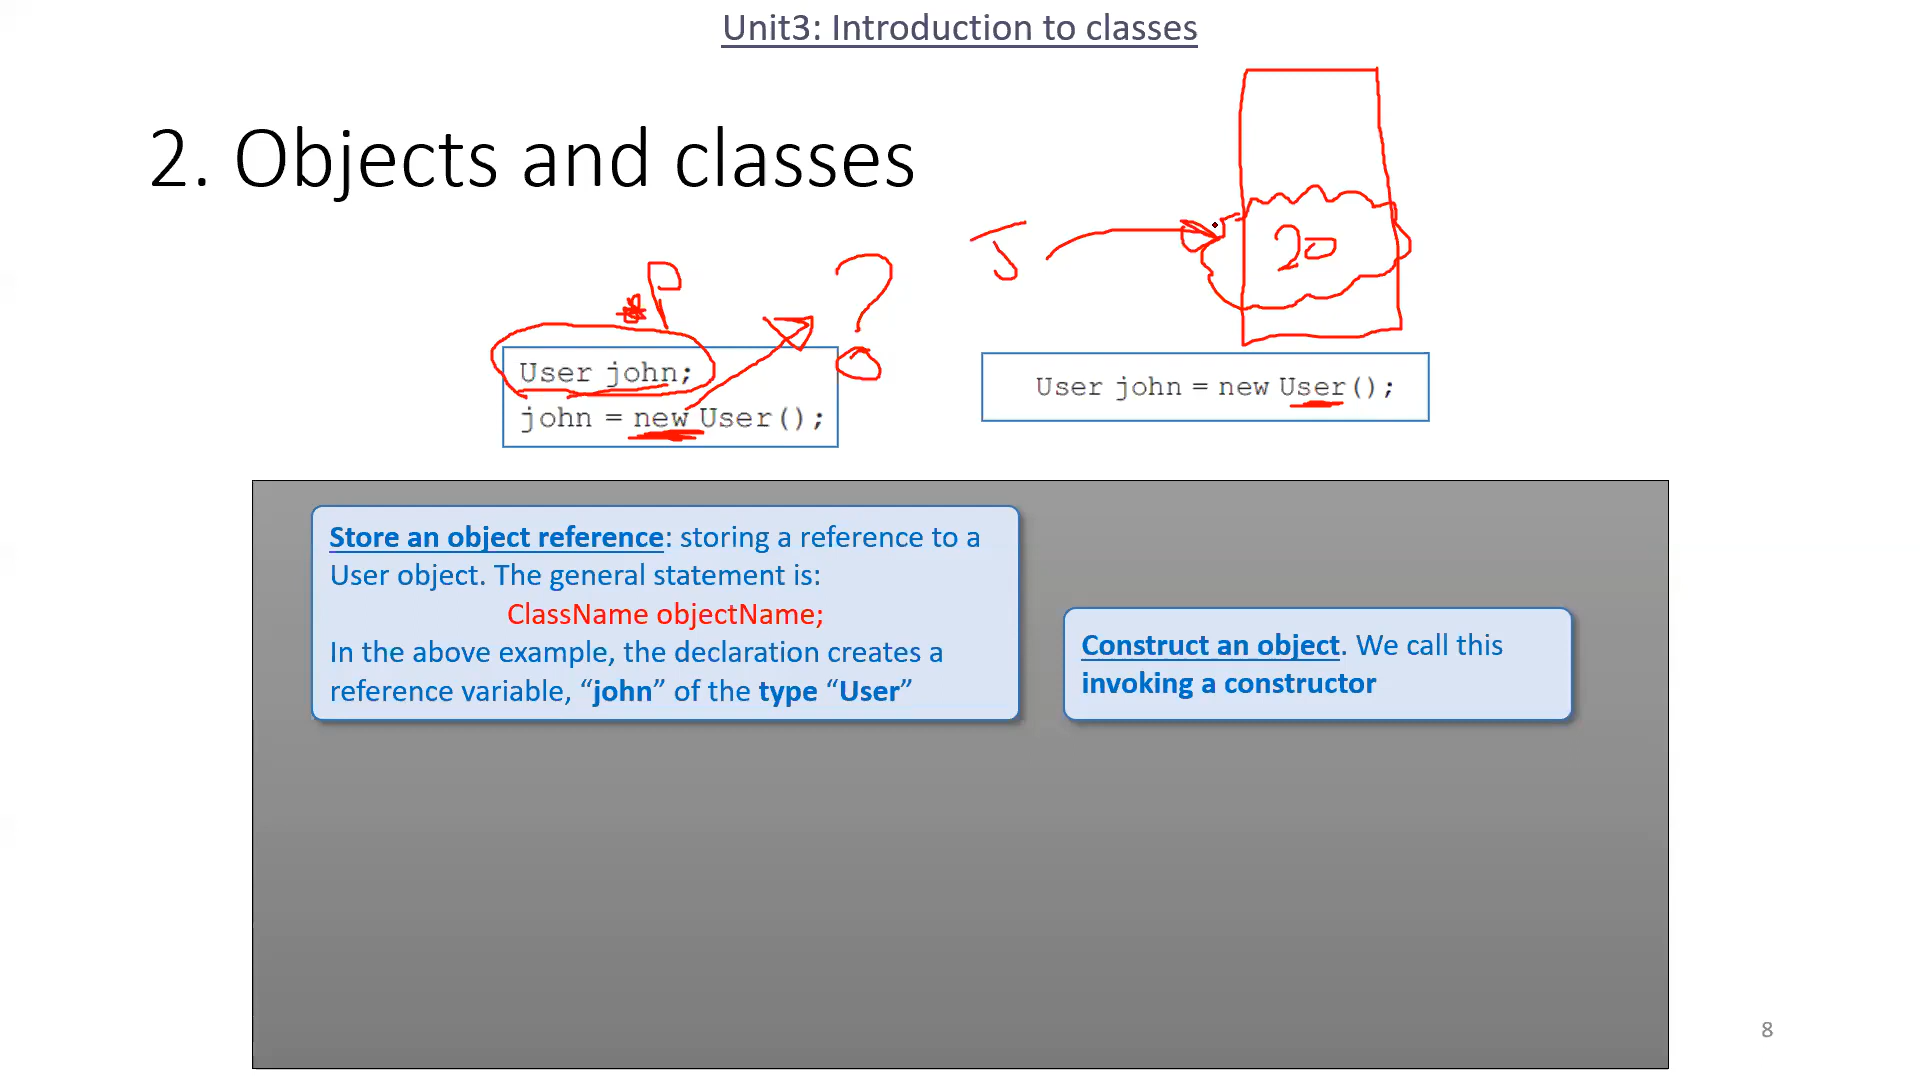 Unit3: Introduction to classes
2. Objects and classes
*P
?
J
20
User john;
john = new User();
User john = new User();
Store an object reference: storing a reference to a
User object. The general statement is:
ClassName objectName;
In the above example, the declaration creates a
reference variable, “john” of the type “User”
Construct an object. We call this
invoking a constructor
8